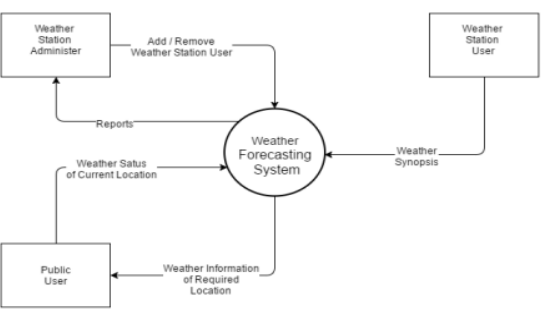 Weather
Station
Administer
Add / Remove
Weather Station User
Weather
Station
User
Reports
Weather
Forecasting
System
Weather
Synopsis
Weather Satus
of Current Location
Public
User
Weather Information
of Required
Location